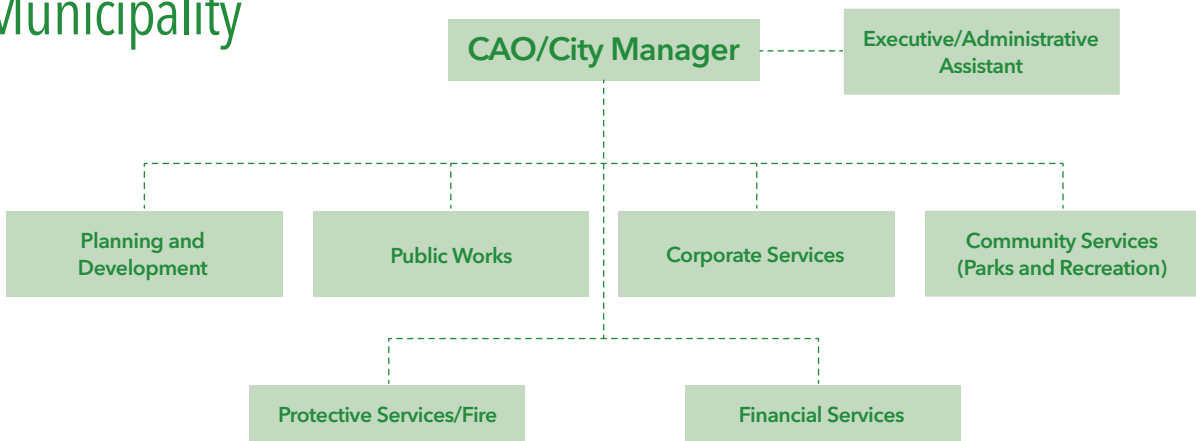 Municipality
CAO/City Manager
Executive/Administrative
Assistant
Planning and
Development
Public Works
Corporate Services
Community Services
(Parks and Recreation)
Protective Services/Fire
Financial Services